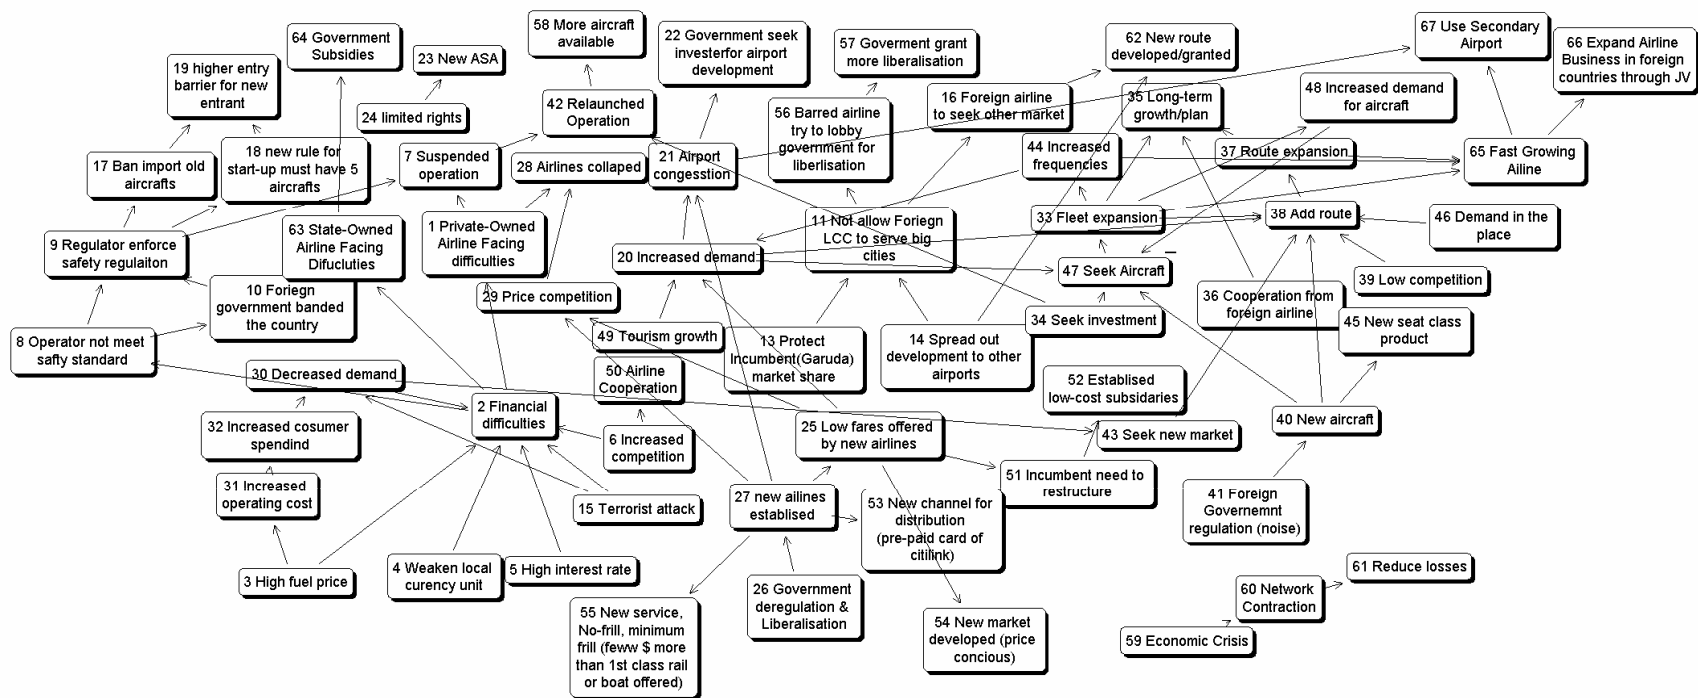 58 More aircraft
available
64 Government
Subsidies
22 Government seek
investerfor airport
development
57 Goverment grant
more liberalisation
62 New route
developed/granted
67 Use Secondary
Airport
66 Expand Airline
Business in foreign
countries through JV
19 higher entry
barrier for new
entrant
23 New ASA
24 limited rights
42 Relaunched
Operation
56 Barred airline
try to lobby
government for
liberlisation
16 Foreign airline
to seek other market
35 Long-term
growth/plan
48 Increased demand
for aircraft
17 Ban import old
aircrafts
18 new rule for
start-up must have 5
aircrafts
7 Suspended
operation
28 Airlines collaped
21 Airport
congesstion
44 Increased
frequencies
37 Route expansion
65 Fast Growing
Ailine
9 Regulator enforce
safety regulaiton
63 State-Owned
Airline Facing
Difucluties
1 Private-Owned
Airline Facing
difficulties
20 Increased demand
11 Not allow Foriegn
LCC to serve big
cities
33 Fleet expansion
38 Add route
46 Demand in the
place
47 Seek Aircraft
39 Low competition
10 Foriegn
government banded
the country
29 Price competition
36 Cooperation from
foreign airline
34 Seek investment
45 New seat class
product
8 Operator not meet
safty standard
49 Tourism growth
13 Protect
Incumbent(Garuda)
market share
14 Spread out
development to other
airports
30 Decreased demand
50 Airline
Cooperation
52 Establised
low-cost subsidaries
2 Financial
difficulties
32 Increased cosumer
spendind
6 Increased
competition
25 Low fares offered
by new airlines
43 Seek new market
40 New aircraft
31 Increased
operating cost
15 Terrorist attack
27 new ailines
establised
53 New channel for
distribution
(pre-paid card of
citilink)
51 Incumbent need to
restructure
41 Foreign
Governemnt
regulation (noise)
3 High fuel price
4 Weaken local
curency unit
5 High interest rate
26 Government
deregulation &
Liberalisation
61 Reduce losses
60 Network
Contraction
59 Economic Crisis
55 New service,
No-frill, minimum
frill (feww $ more
than 1st class rail
or boat offered)
54 New market
developed (price
concious)